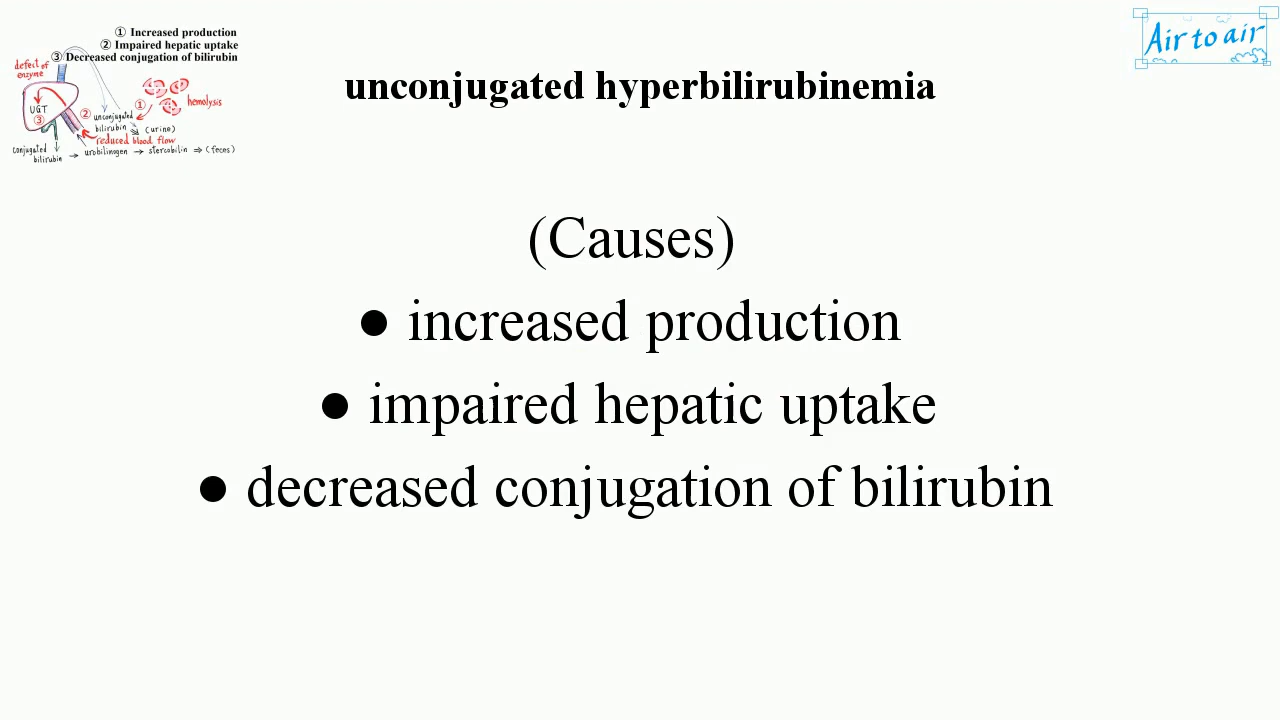 ① Increased production
② Impaired hepatic uptake
③ Decreased conjugation of bilirubin
defect of
enzyme
UGT
③
②
unconjugated
bilirubin
①
hemolysis
(urine)
reduced blood flow
conjugated
bilirubin → urobilinogen → stercobilin ⇒ (feces)
Air to air
unconjugated hyperbilirubinemia
(Causes)
● increased production
● impaired hepatic uptake
● decreased conjugation of bilirubin